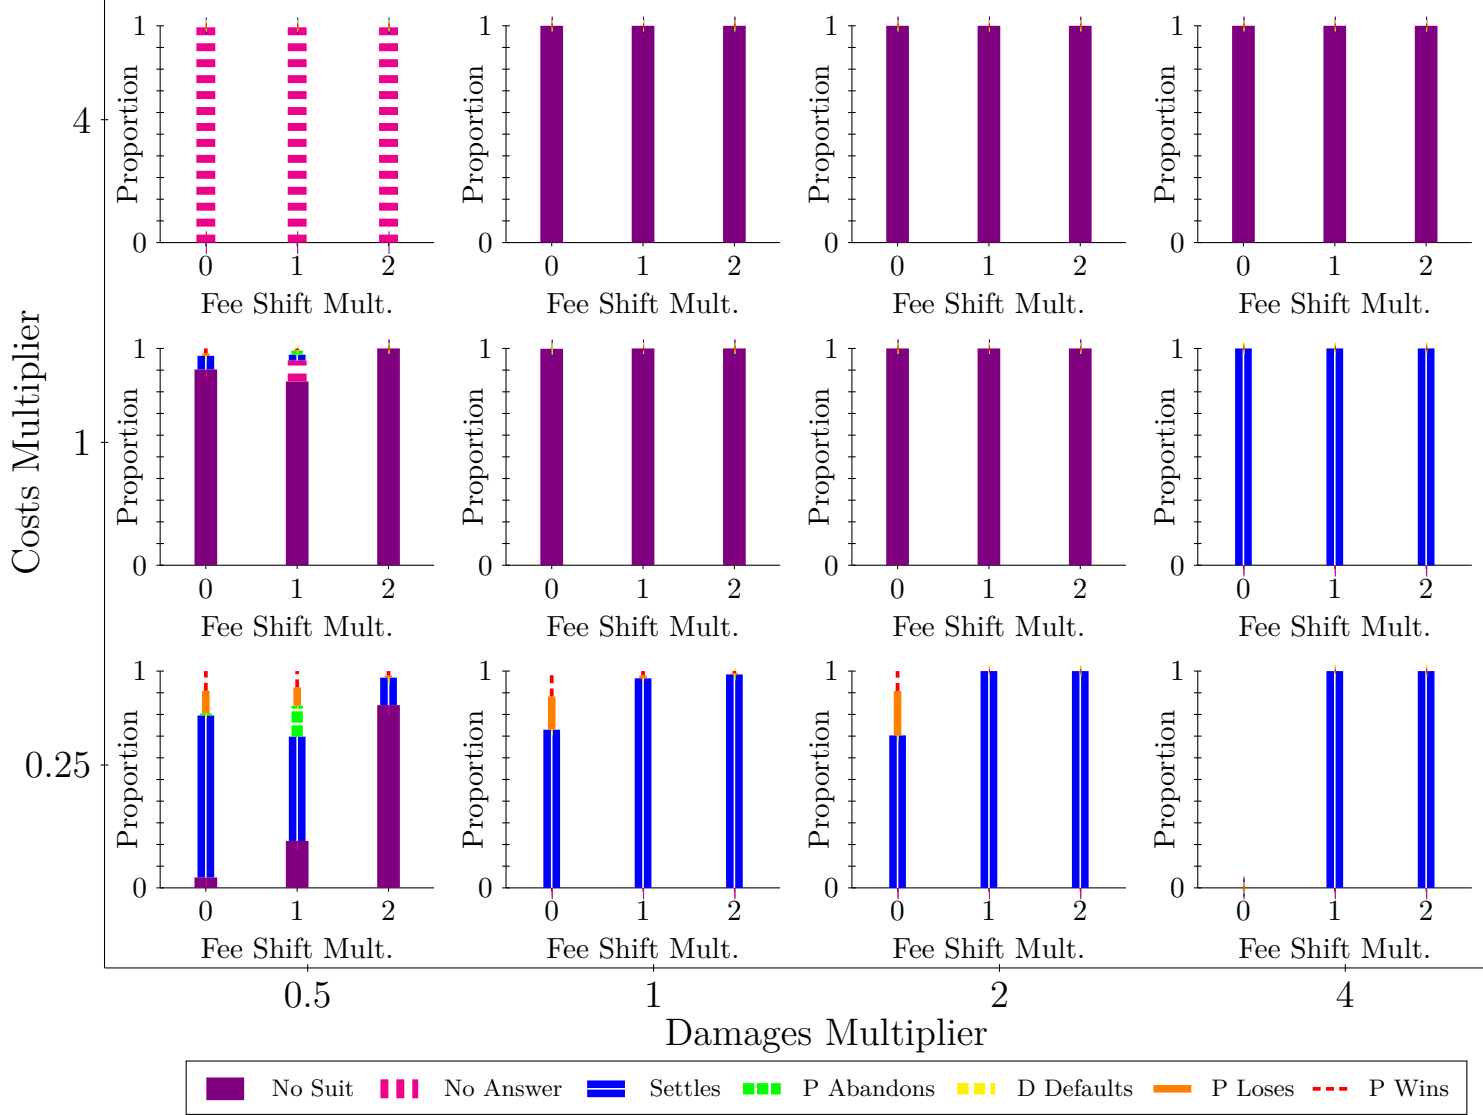 1 1 1 1
Proportion Proportion Proportion Proportion
4
0 0 0 0
0 1 2 0 1 2 0 1 2 0 1 2
Fee Shift Mult. Fee Shift Mult. Fee Shift Mult. Fee Shift Mult.
Costs Multiplier
1 1 1 1
Proportion Proportion Proportion Proportion
1
0 0 0 0
0 1 2 0 1 2 0 1 2 0 1 2
Fee Shift Mult. Fee Shift Mult. Fee Shift Mult. Fee Shift Mult.
1 1 1 1
Proportion Proportion Proportion Proportion
0.25
0 0 0 0
0 1 2 0 1 2 0 1 2 0 1 2
Fee Shift Mult. Fee Shift Mult. Fee Shift Mult. Fee Shift Mult.
0.5 1 2 4
Damages Multiplier
No Suit No Answer Settles P Abandons D Defaults P Loses P Wins